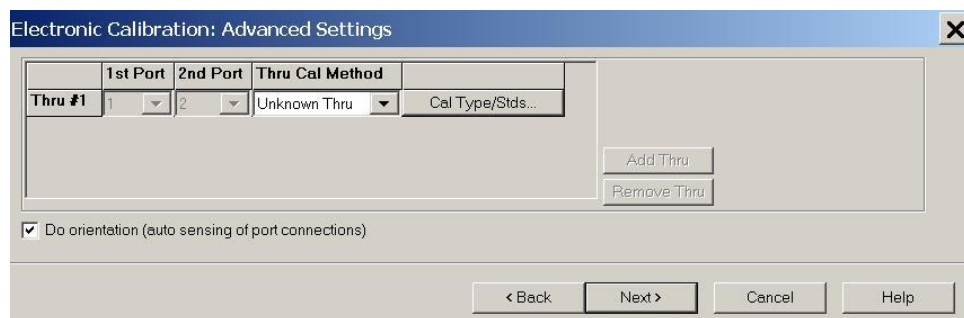 Electronic Calibration: Advanced Settings
1st Port 2nd Port Thru Cal Method
Thru #1 1 2 Unknown Thru Cal Type/Stds...
Add Thru
Remove Thru
Do orientation (auto sensing of port connections)
< Back Next > Cancel Help